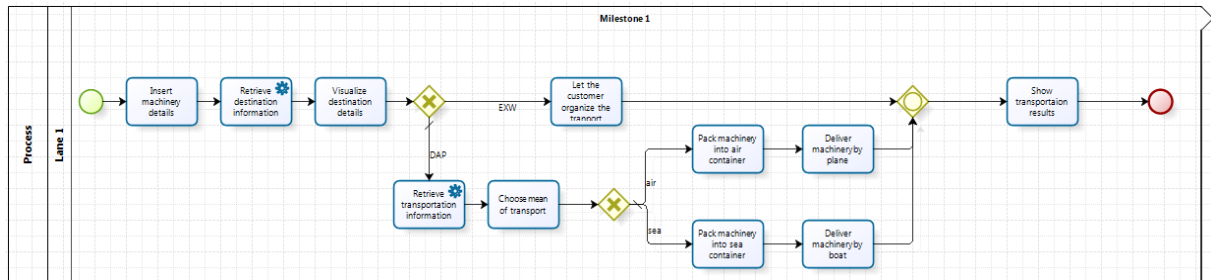 Milestone 1
Process
Lane 1
Insert
machinery
details
Retrieve
destination
information
Visualize
destination
details
EXW
Let the
customer
organize the
tranport
DAP
Retrieve
transportation
information
Choose mean
of transport
air
sea
Pack machinery
into air
container
Deliver
machinery by
plane
Pack machinery
into sea
container
Deliver
machinery by
boat
Show
transportaion
results